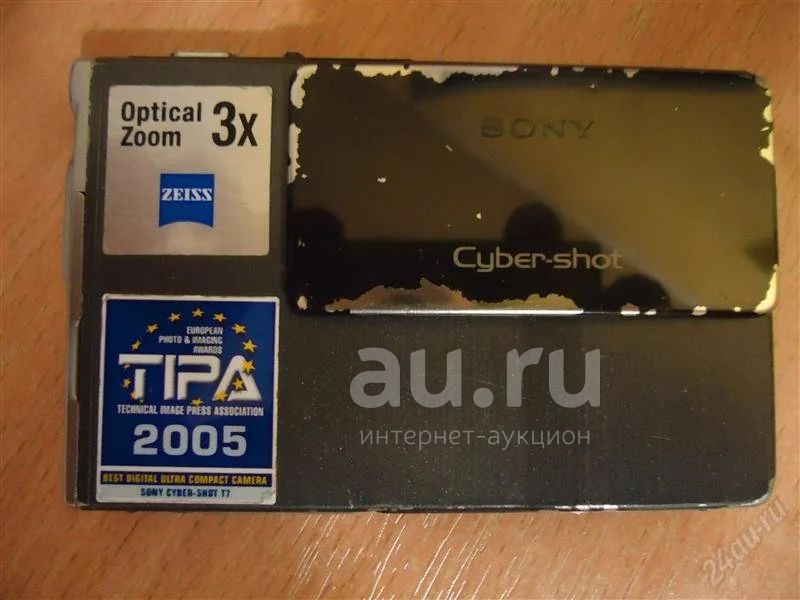 Optical
Zoom 3x
ZEISS
SONY
Cyber-shot
EUROPEAN
PHOTO & IMAGING
AWARDS
TIPA
TECHNICAL IMAGE PRESS ASSOCIATION
2005
BEST DIGITAL ULTRA COMPACT CAMERA
SONY CYBER-SHOT T7
au.ru
интернет-аукцион
24au.ru